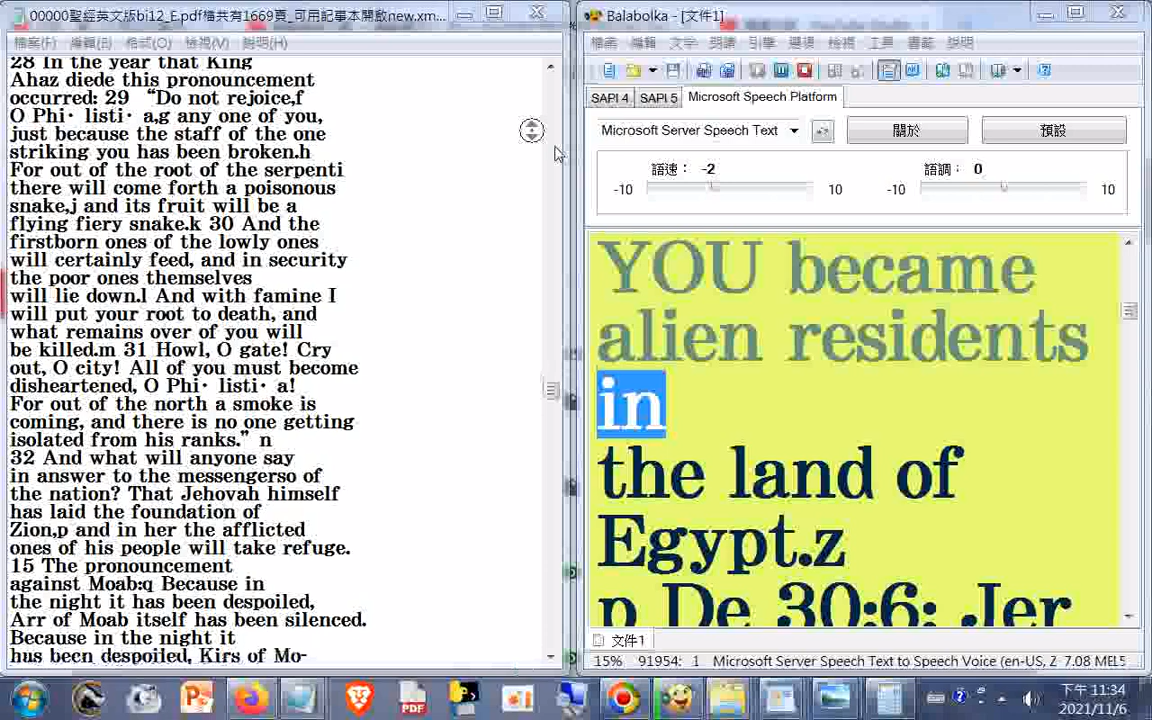 00000聖經英文版bi12_E.pdf檔共有1669頁_可用記事本開啟new.xm...
檔案(F) 編輯(E) 格式(O) 檢視(V) 說明(H)
28 In the year that King
Ahaz diede this pronouncement
occurred: 29 “Do not rejoice,f
O Phi· listi· a,g any one of you,
just because the staff of the one
striking you has been broken.h
For out of the root of the serpenti
there will come forth a poisonous
snake,j and its fruit will be a
flying fiery snake.k 30 And the
firstborn ones of the lowly ones
will certainly feed, and in security
the poor ones themselves
will lie down.l And with famine I
will put your root to death, and
what remains over of you will
be killed.m 31 Howl, O gate! Cry
out, O city! All of you must become
disheartened, O Phi· listi· a!
For out of the north a smoke is
coming, and there is no one getting
isolated from his ranks.” n
32 And what will anyone say
in answer to the messengerso of
the nation? That Jehovah himself
has laid the foundation of
Zion,p and in her the afflicted
ones of his people will take refuge.
15 The pronouncement
against Moab:q Because in
the night it has been despoiled,
Arr of Moab itself has been silenced.
Because in the night it
has been despoiled, Kirs of Mo-
Balabolka - [文件1]
檔案 編輯 文字 朗讀 引擎 選項 檢視 工具 書籤 說明
SAPI 4 SAPI 5 Microsoft Speech Platform
Microsoft Server Speech Text 關於 預設
語速： -2 語調： 0
-10 10 -10 10
YOU became
alien residents
in
the land of
Egypt.z
p De 30:6; Jer
文件1
15% 91954: 1 Microsoft Server Speech Text to Speech Voice (en-US, Z 7.08 МЕ
PDF
下午 11:34
2021/11/6